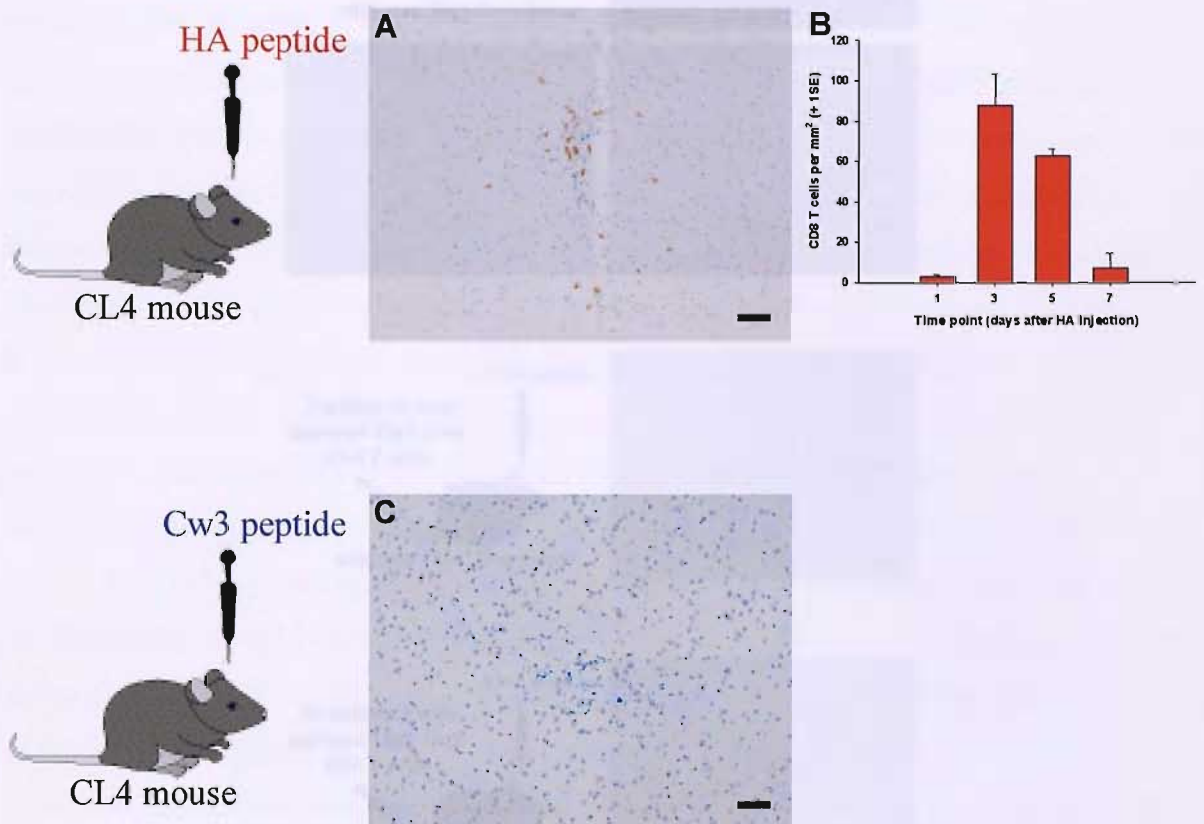 HA peptide
CL4 mouse
A
B
120
100
80
60
40
20
0
CD8 T cells per mm² (+ 1SE)
1 3 5 7
Time point (days after HA injection)
Cw3 peptide
CL4 mouse
C